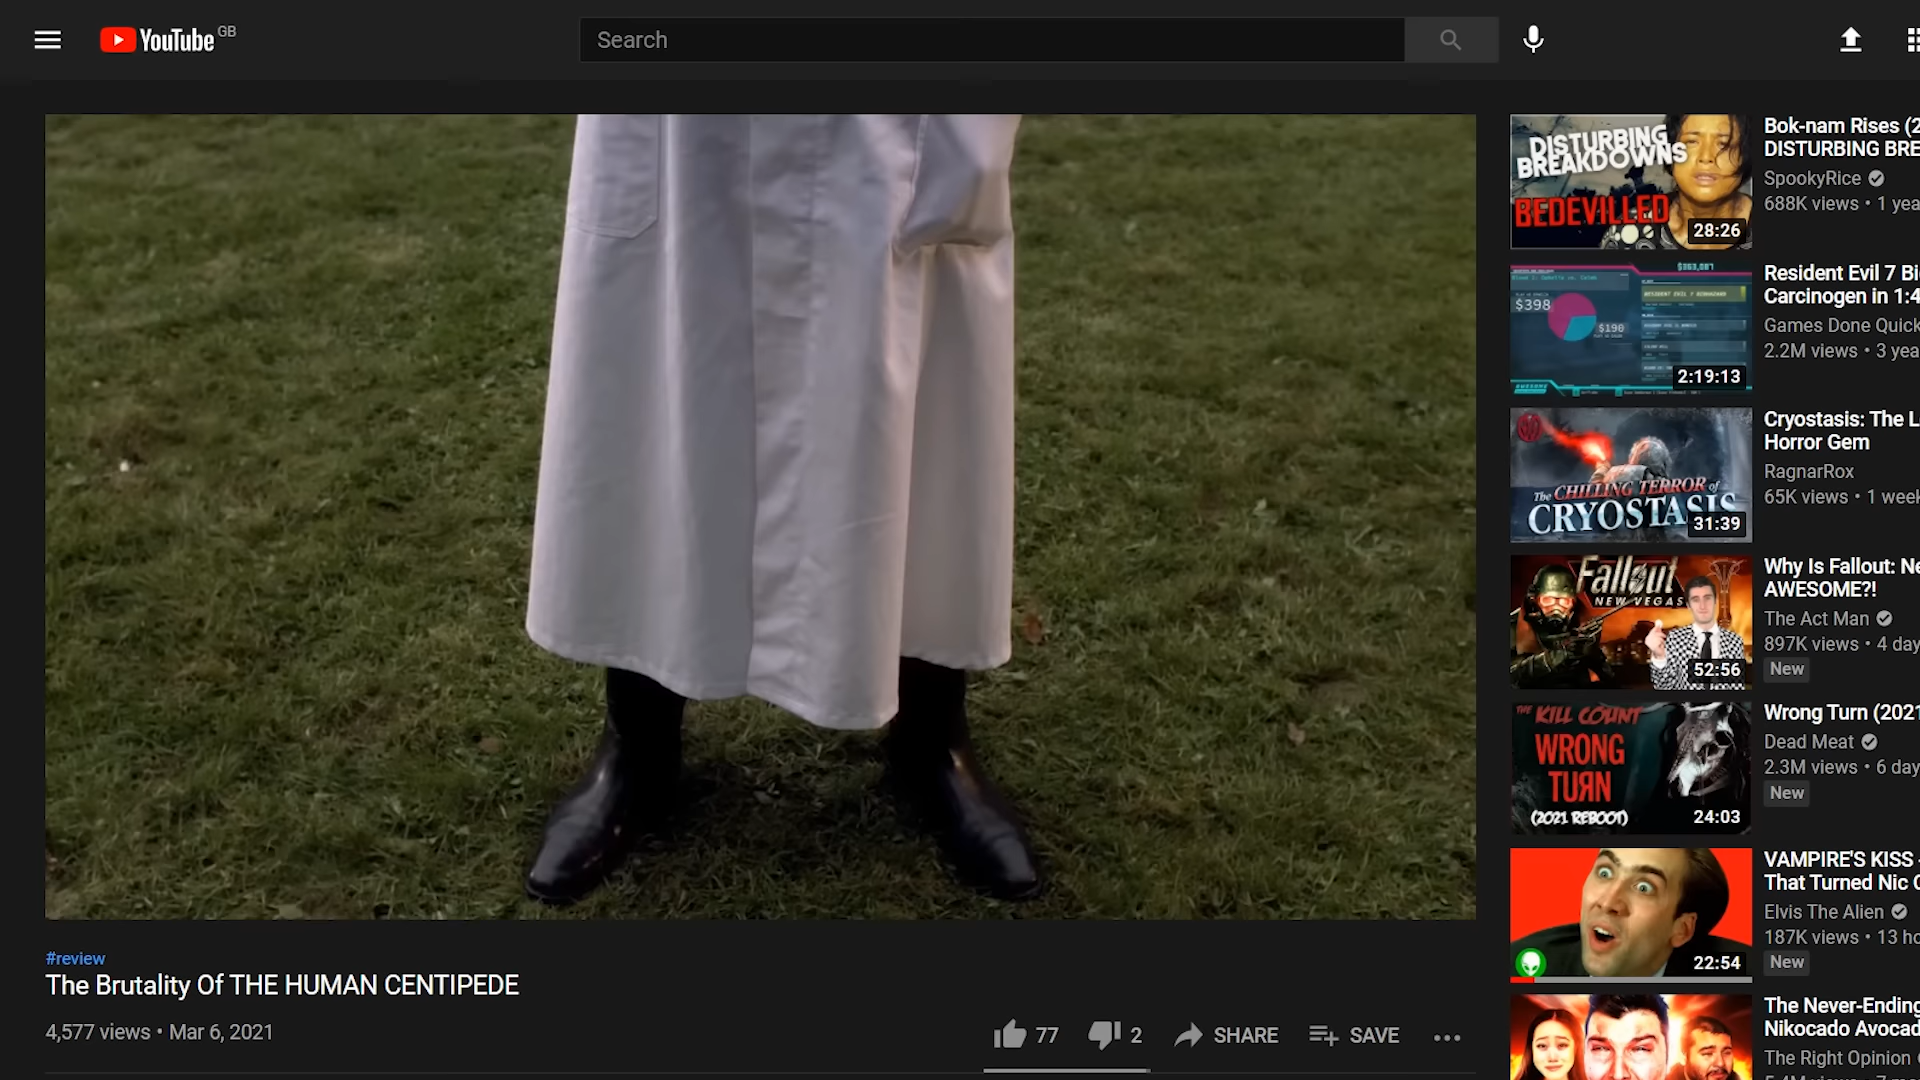 YouTube GB
Search
#review
The Brutality Of THE HUMAN CENTIPEDE
4,577 views • Mar 6, 2021
77
2
SHARE
SAVE
DISTURBING
BREAKDOWNS
BEDEVILLED
28:26
Bok-nam Rises (2
DISTURBING BRE
SpookyRice
688K views • 1 yea
$353,087
$398
$190
2:19:13
Resident Evil 7 Bi
Carcinogen in 1:4
Games Done Quick
2.2M views • 3 yea
The CHILLING TERROR of
CRYOSTASIS
31:39
Cryostasis: The L
Horror Gem
RagnarRox
65K views • 1 week
Fallout
NEW VEGAS
52:56
Why Is Fallout: Ne
AWESOME?!
The Act Man
897K views • 4 day
New
THE KILL COUNT
WRONG
TURN
(2021 REBOOT)
24:03
Wrong Turn (2021
Dead Meat
2.3M views • 6 day
New
22:54
VAMPIRE'S KISS
That Turned Nic C
Elvis The Alien
187K views • 13 ho
New
The Never-Ending
Nikocado Avocad
The Right Opinion